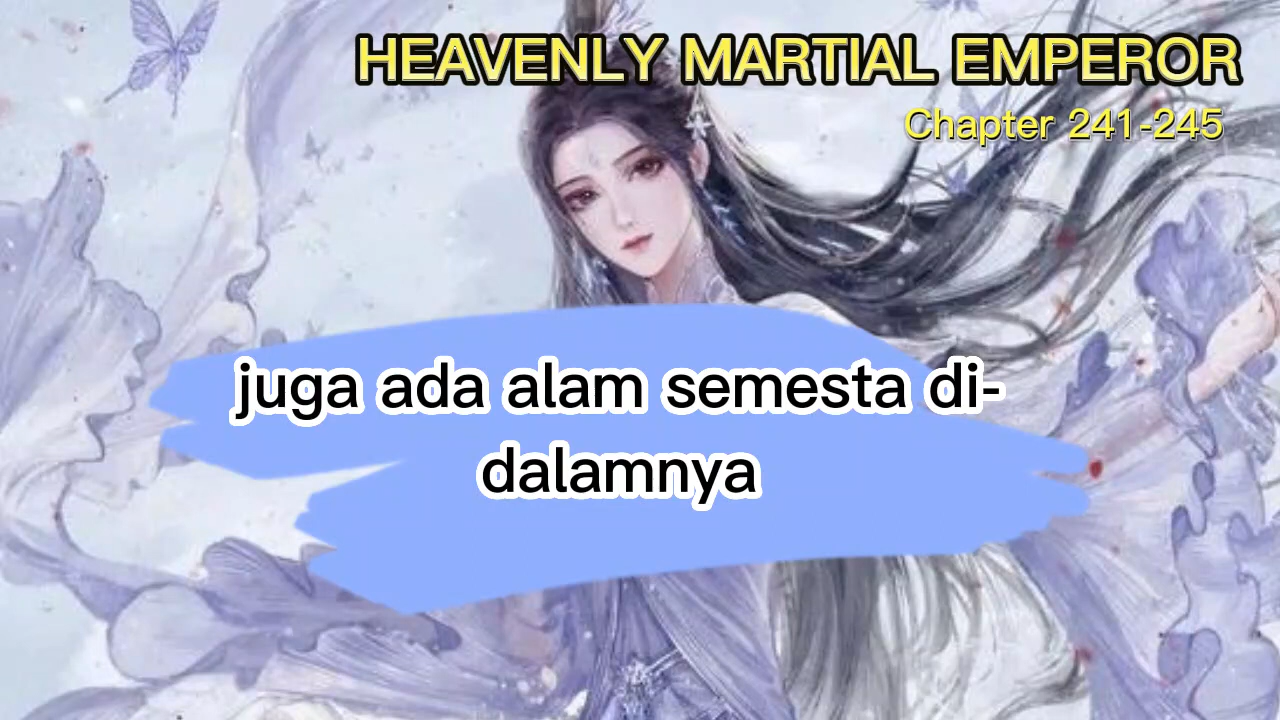 HEAVENLY MARTIAL EMPEROR
Chapter 241-245
juga ada alam semesta di-
dalamnya